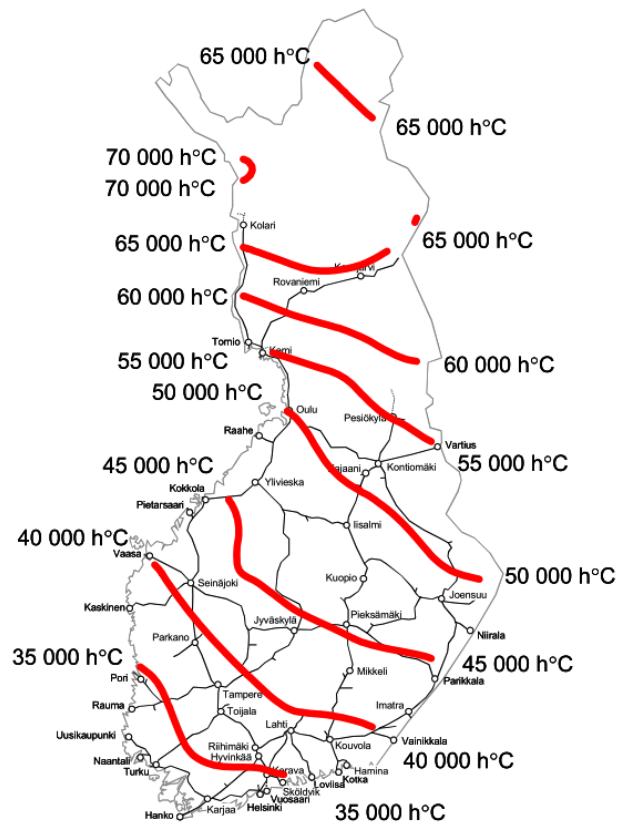 65 000 h°C
65 000 h°C
70 000 h°C
70 000 h°C
Kolari
65 000 h°C
65 000 h°C
Rovaniemi
60 000 h°C
Tornio
Kemi
55 000 h°C
60 000 h°C
50 000 h°C
Oulu
Pesiökylä
Raahe
Vartius
55 000 h°C
45 000 h°C
Kontiomäki
Ylivieska
Kokkola
Pietarsaari
Iisalmi
40 000 h°C
Vaasa
Seinäjoki
Kuopio
50 000 h°C
Joensuu
Kaskinen
Jyväskylä
Pieksämäki
Niirala
Parkano
35 000 h°C
Mikkeli
45 000 h°C
Pori
Parikkala
Tampere
Rauma
Toijala
Imatra
Uusikaupunki
Lahti
Riihimäki
Kouvola
Vainikkala
Hyvinkää
40 000 h°C
Naantali
Turku
Kerava
Hamina
Sköldvik
Loviisa
Kotka
Karjaa
Vuosaari
Helsinki
Hanko
35 000 h°C